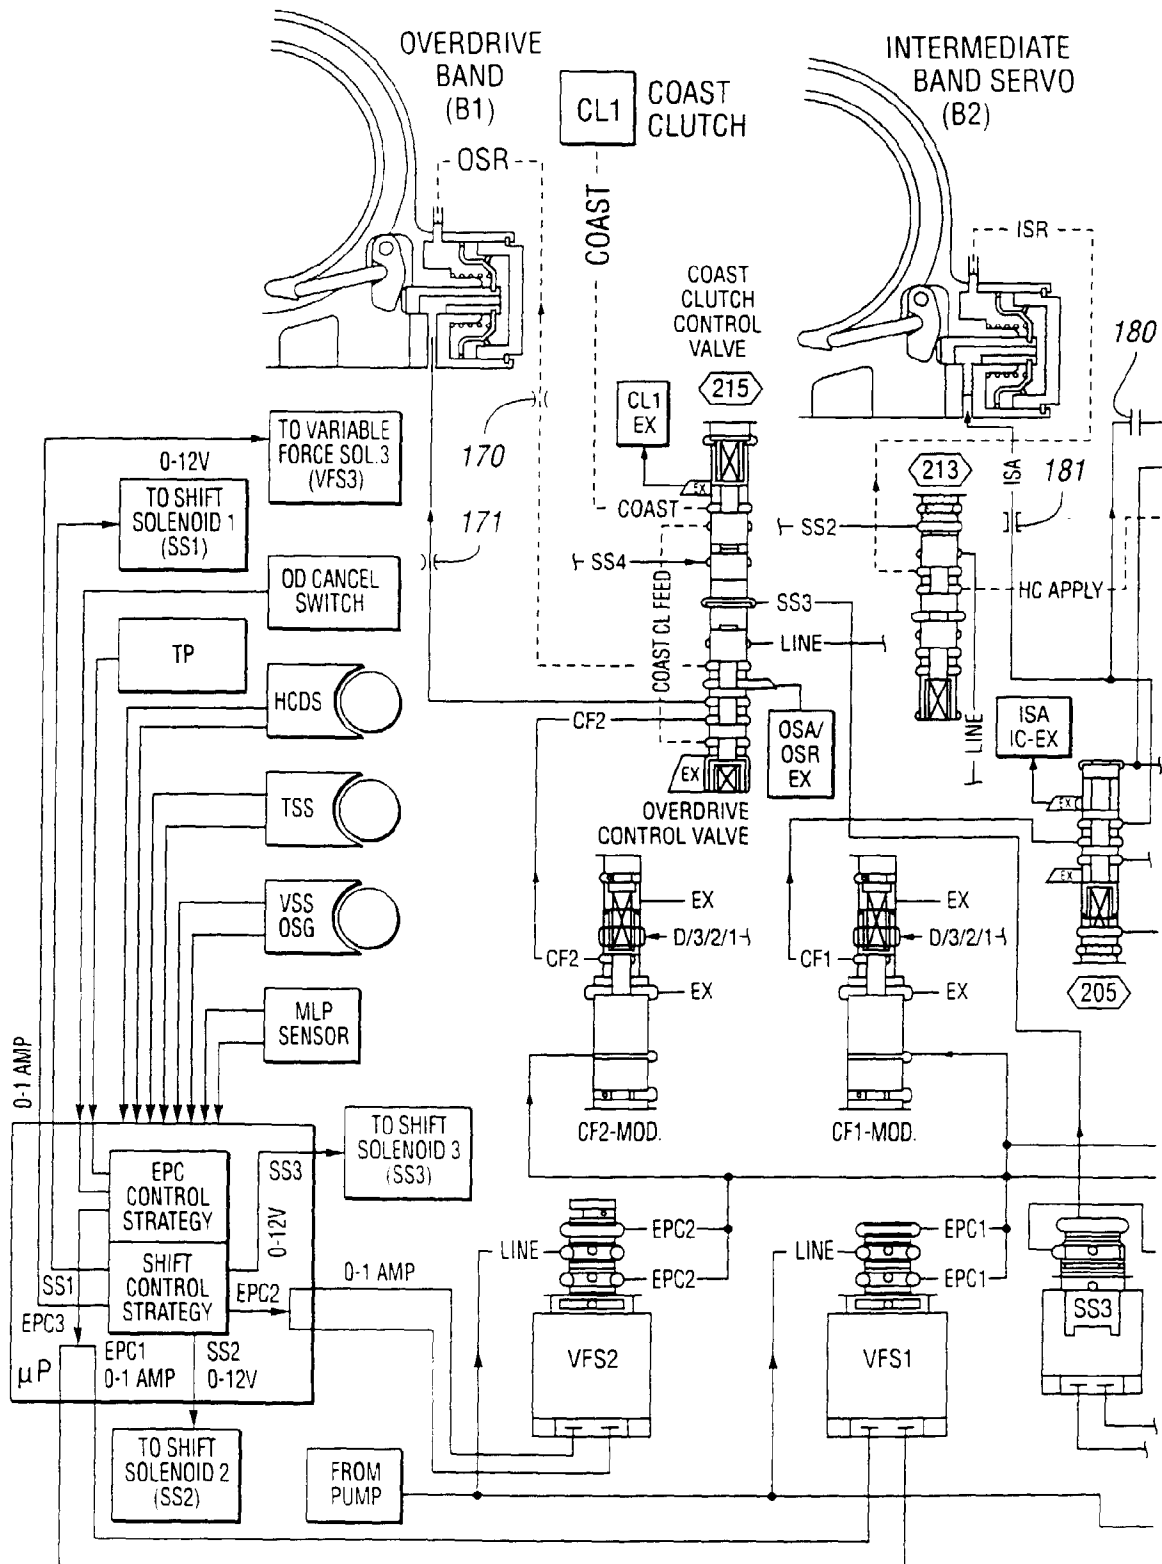 OVERDRIVE
BAND
(B1)
CL1
COAST
CLUTCH
INTERMEDIATE
BAND SERVO
(B2)
OSR
COAST
ISR
COAST
CLUTCH
CONTROL
VALVE
215
180
CL1
EX
TO VARIABLE
FORCE SOL.3
(VFS3)
0-12V
170
213
ISA
181
EX
TO SHIFT
SOLENOID 1
(SS1)
171
COAST
SS2
SS4
OD CANCEL
SWITCH
COAST CL FEED
SS3
HC APPLY
TP
LINE
HCDS
CF2
OSA/
OSR
EX
LINE
ISA
IC-EX
EX
EX
TSS
OVERDRIVE
CONTROL VALVE
EX
VSS
OSG
EX
D/3/2/1
CF2
EX
EX
D/3/2/1
CF1
EX
205
MLP
SENSOR
0-1 AMP
CF2-MOD.
CF1-MOD.
TO SHIFT
SOLENOID 3
(SS3)
SS3
0-12V
EPC
CONTROL
STRATEGY
SHIFT
CONTROL
STRATEGY
SS1
EPC3
EPC2
0-1 AMP
LINE
EPC2
EPC2
LINE
EPC1
EPC1
SS3
VFS2
VFS1
μP
EPC1
0-1 AMP
SS2
0-12V
TO SHIFT
SOLENOID 2
(SS2)
FROM
PUMP